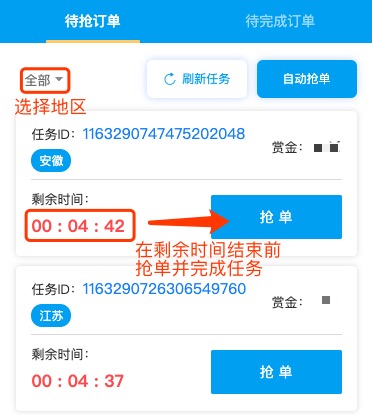 待抢订单
待完成订单
全部
刷新任务
自动抢单
选择地区
任务ID：1163290747475202048
赏金：
安徽
剩余时间：
00：04：42
抢 单
在剩余时间结束前
抢单并完成任务
任务ID：1163290726306549760
赏金：
江苏
剩余时间：
00：04：37
抢 单